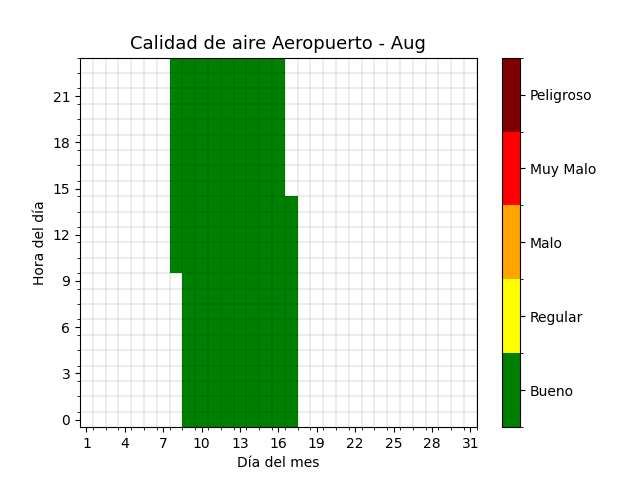 Calidad de aire Aeropuerto - Aug
Hora del día
21
18
15
12
9
6
3
0
1 4 7 10 13 16 19 22 25 28 31
Día del mes
Peligroso
Muy Malo
Malo
Regular
Bueno